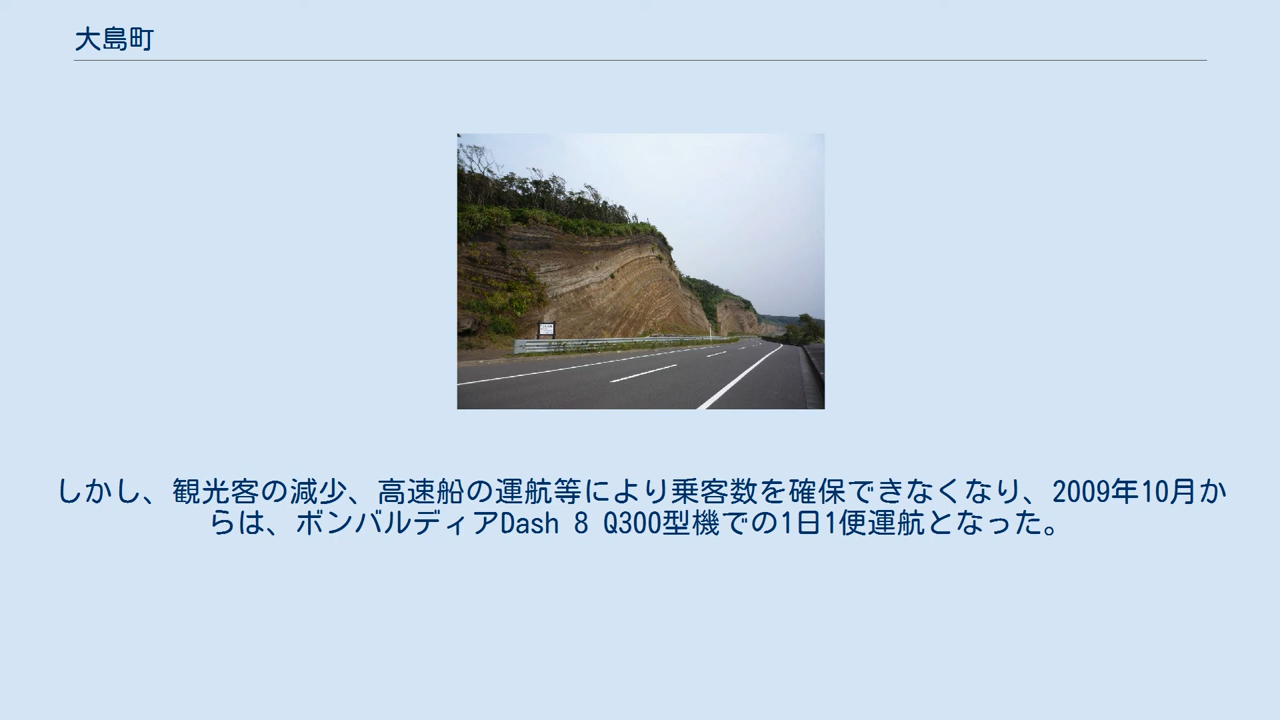 大島町
しかし、観光客の減少、高速船の運航等により乗客数を確保できなくなり、2009年10月か
らは、ボンバルディアDash 8 Q300型機での1日1便運航となった。